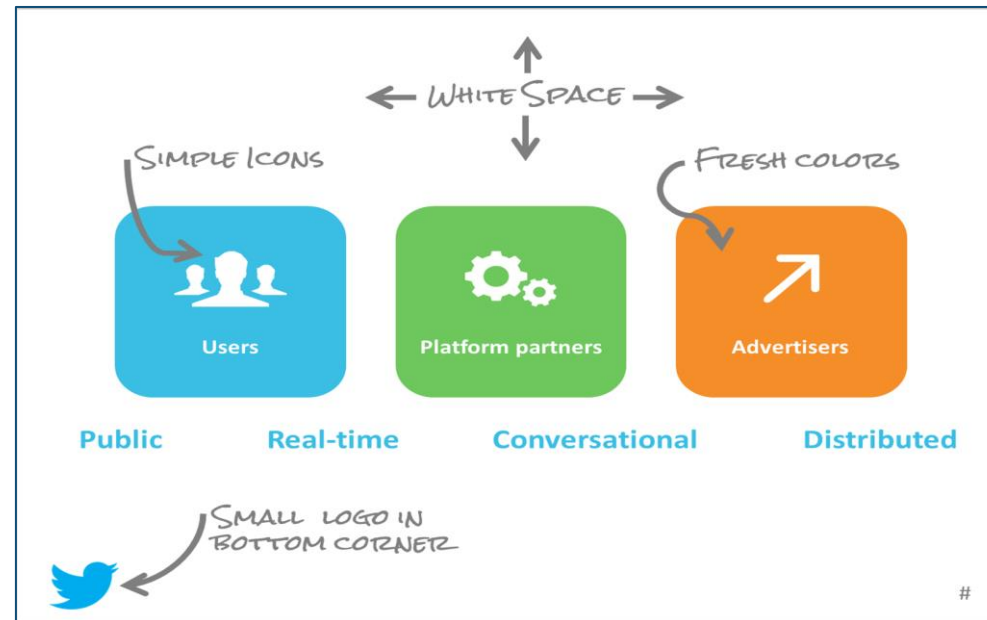 White Space
Simple Icons
Fresh colors
Users
Platform partners
Advertisers
Public Real-time Conversational Distributed
Small logo in
bottom corner
#